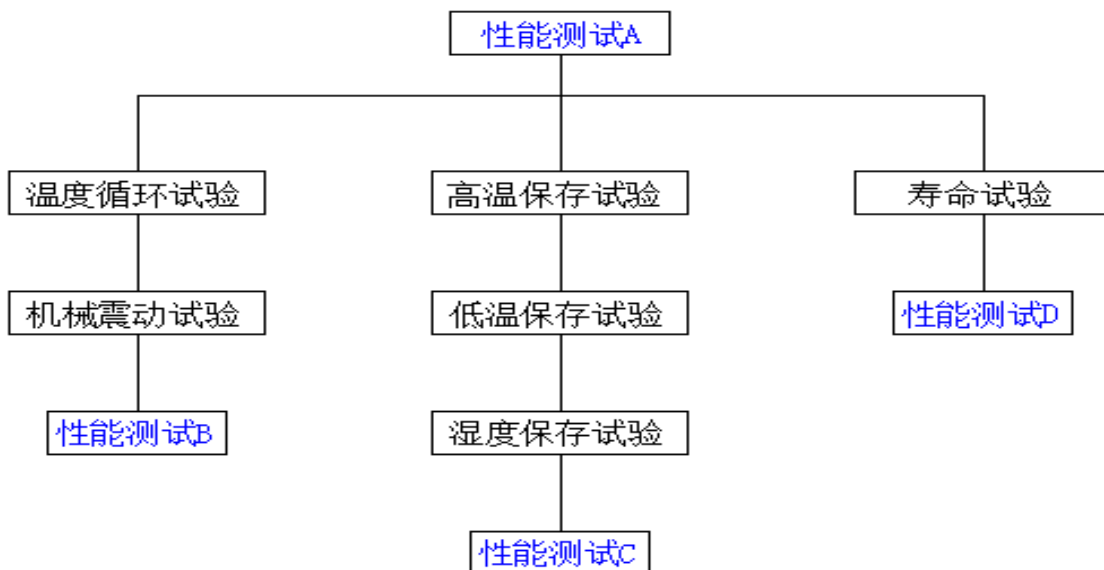 性能测试A
温度循环试验
高温保存试验
寿命试验
机械震动试验
低温保存试验
性能测试D
性能测试B
湿度保存试验
性能测试C